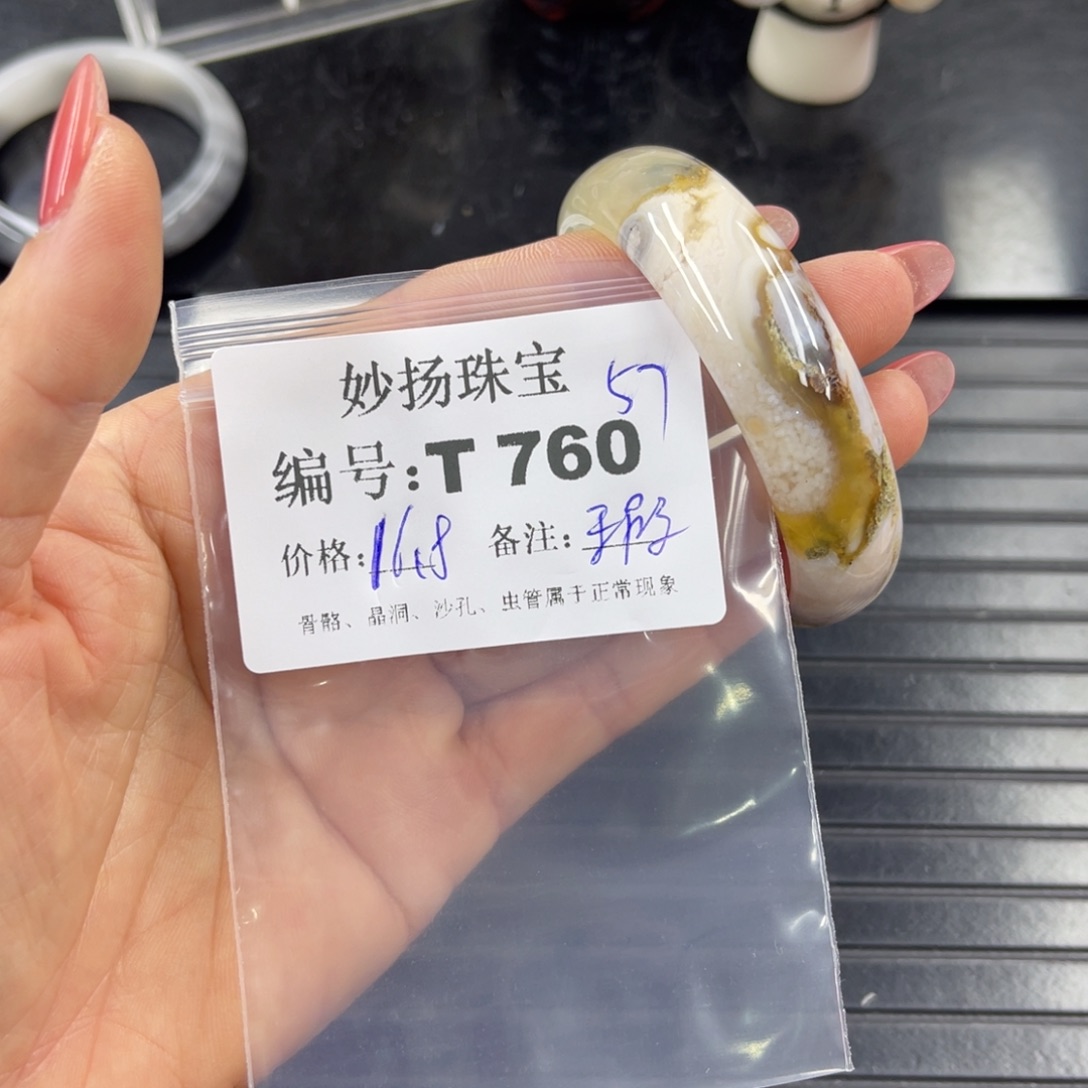 妙扬珠宝 57
编号:T 760
价格:168 备注:
骨骼、晶洞、沙孔、虫管属于正常现象